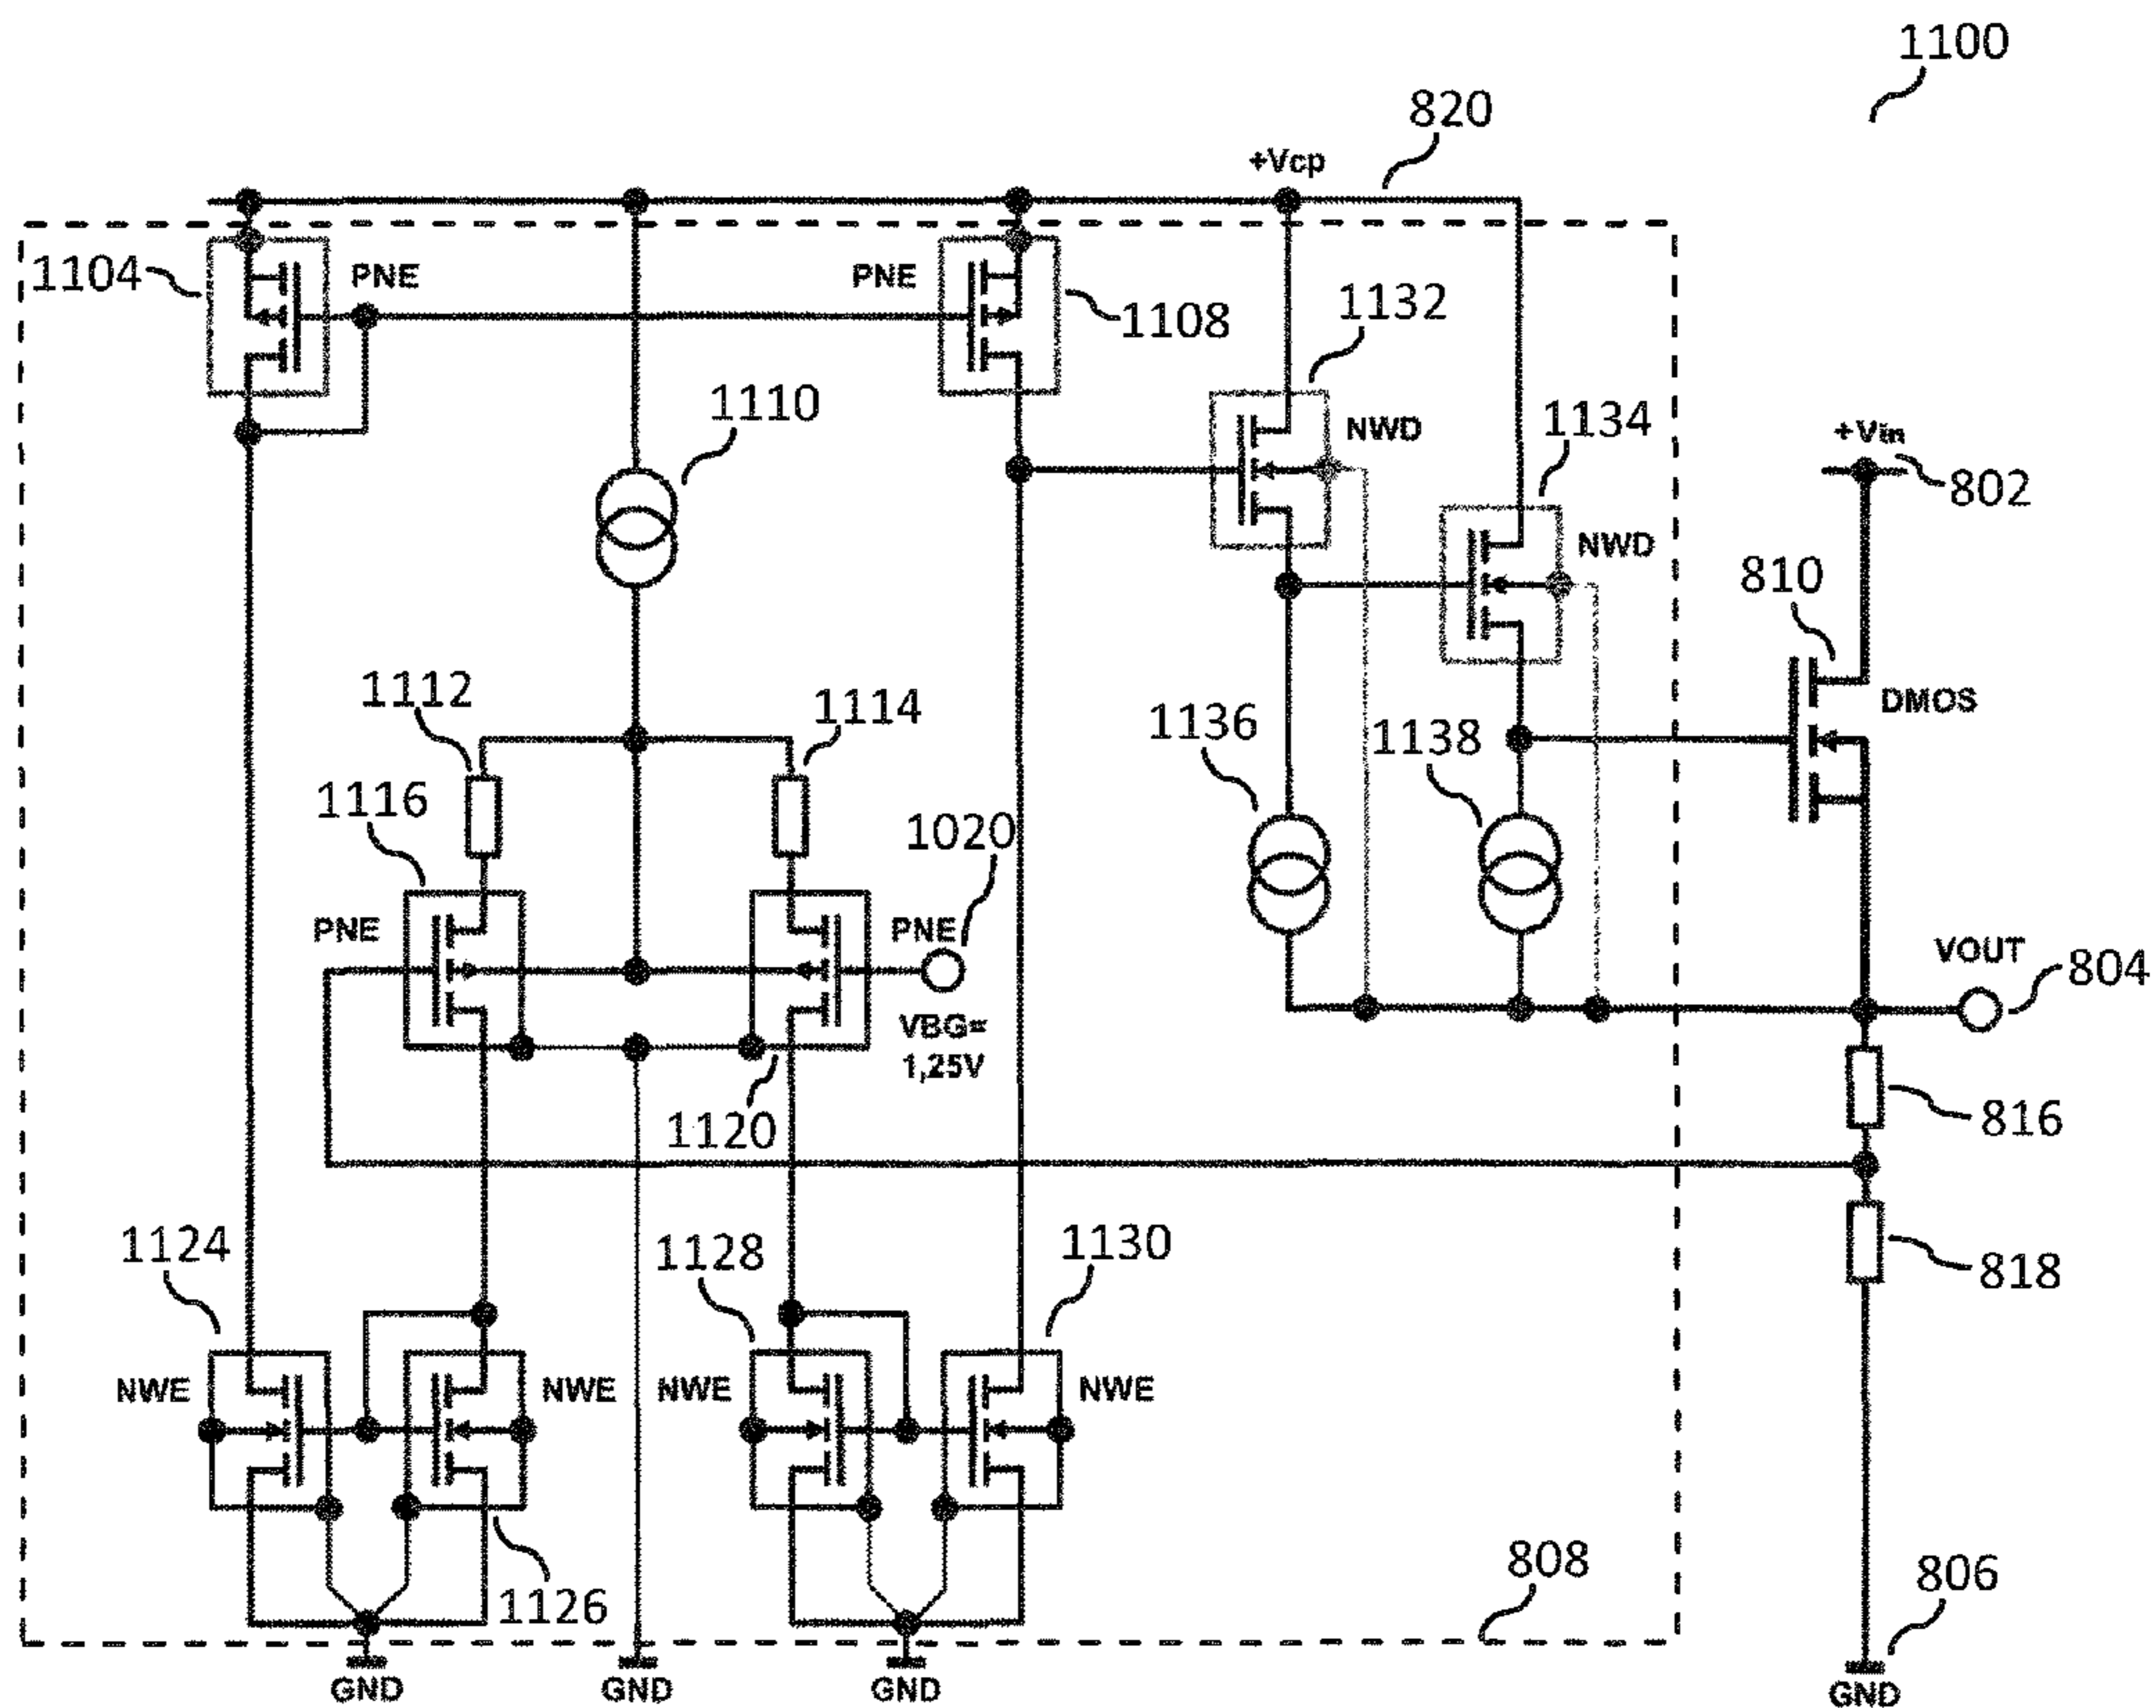 1100
820
+Vcp
1104
PNE
PNE
1108
1132
1110
NWD
1134
+Vin
802
NWD
810
1112
1114
DMOS
1136
1138
1116
1020
PNE
PNE
VOUT
804
VBG=
1,25V
1120
816
1124
1128
1130
818
NWE
NWE
NWE
NWE
808
806
1126
GND
GND
GND
GND